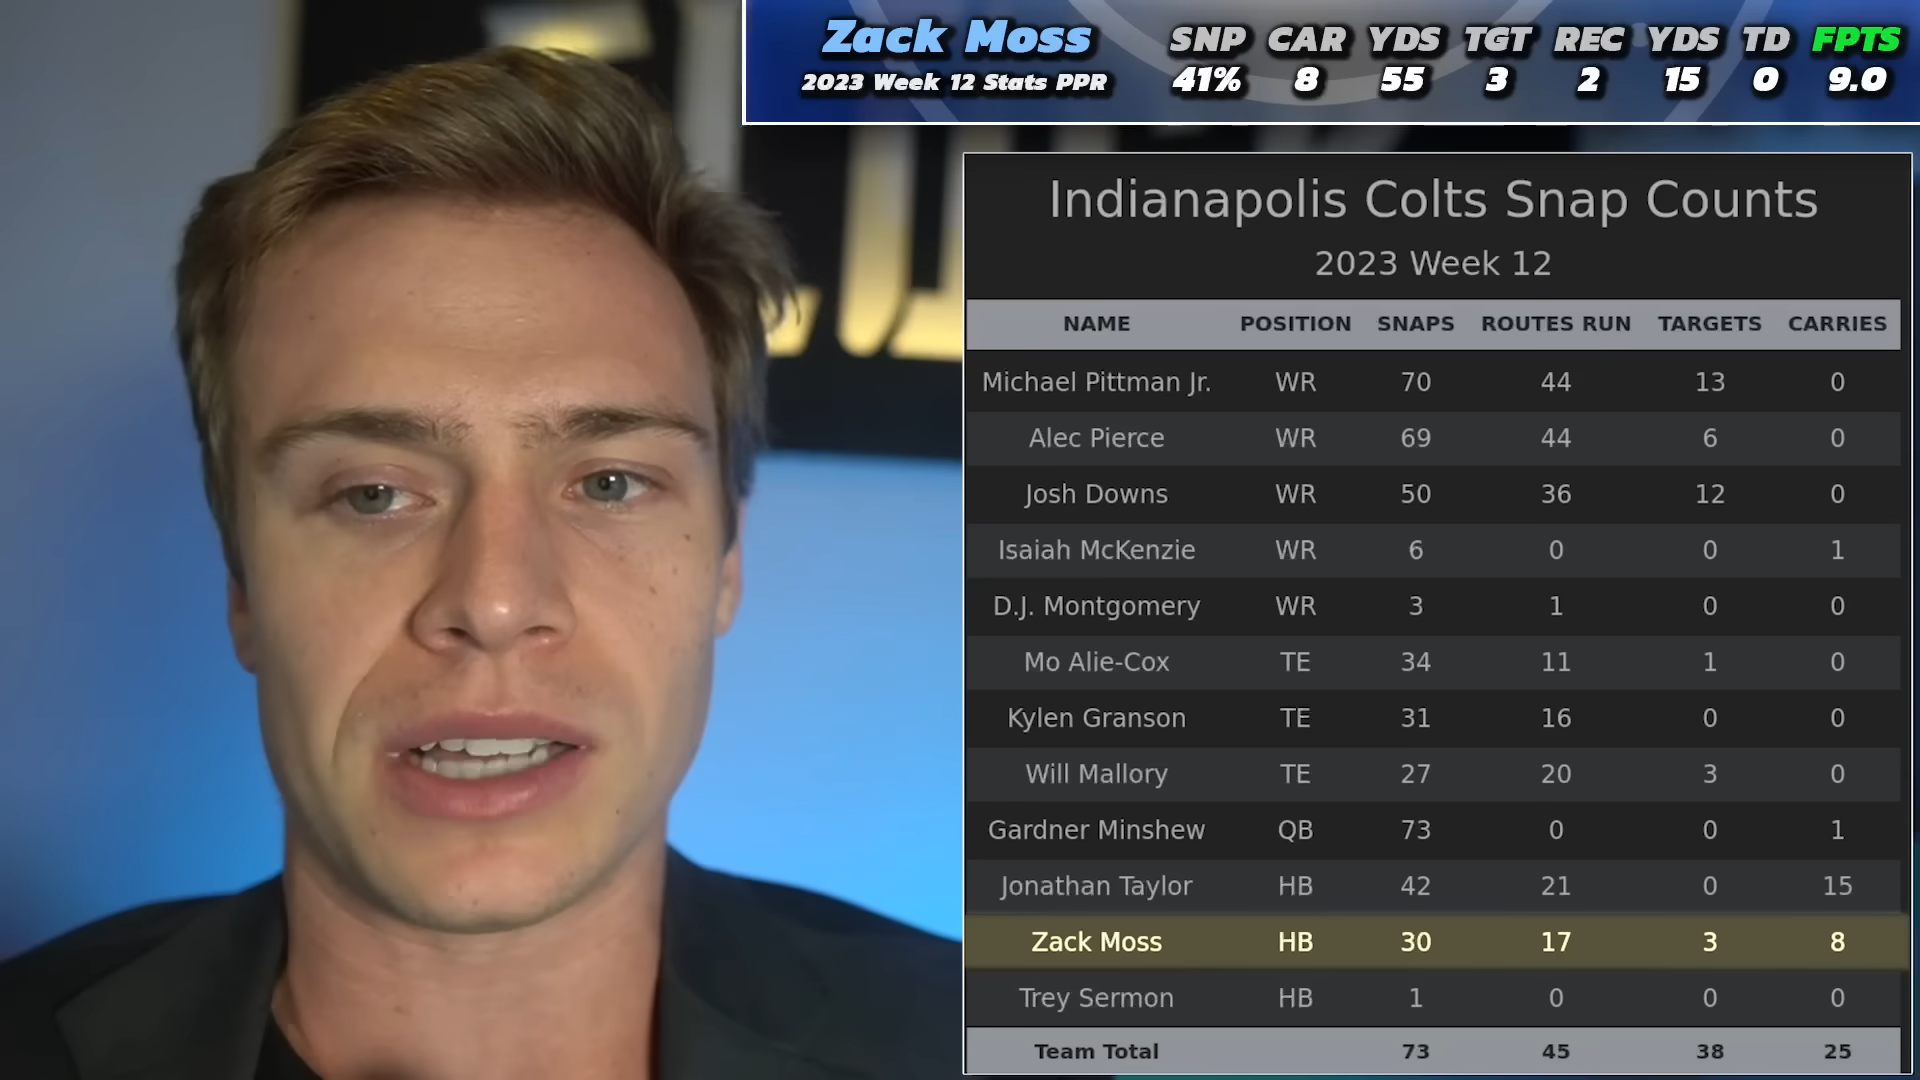 Zack Moss
2023 Week 12 Stats PPR
SNP CAR YDS TGT REC YDS TD FPTS
41% 8 55 3 2 15 0 9.0
Indianapolis Colts Snap Counts
2023 Week 12
NAME POSITION SNAPS ROUTES RUN TARGETS CARRIES
Michael Pittman Jr. WR 70 44 13 0
Alec Pierce WR 69 44 6 0
Josh Downs WR 50 36 12 0
Isaiah McKenzie WR 6 0 0 1
D.J. Montgomery WR 3 1 0 0
Mo Alie-Cox TE 34 11 1 0
Kylen Granson TE 31 16 0 0
Will Mallory TE 27 20 3 0
Gardner Minshew QB 73 0 0 1
Jonathan Taylor HB 42 21 0 15
Zack Moss HB 30 17 3 8
Trey Sermon HB 1 0 0 0
Team Total 73 45 38 25